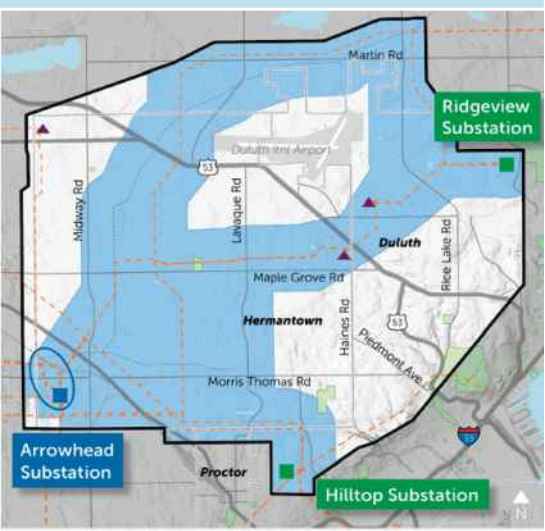 Martin Rd
Ridgeview
Substation
Duluth Itnl Airport
53
Midway Rd
Lavaque Rd
Duluth
Rice Lake Rd
Maple Grove Rd
Hermantown
Haines Rd
53
Piedmont Ave
Morris Thomas Rd
Arrowhead
Substation
Proctor
35
Hilltop Substation
N